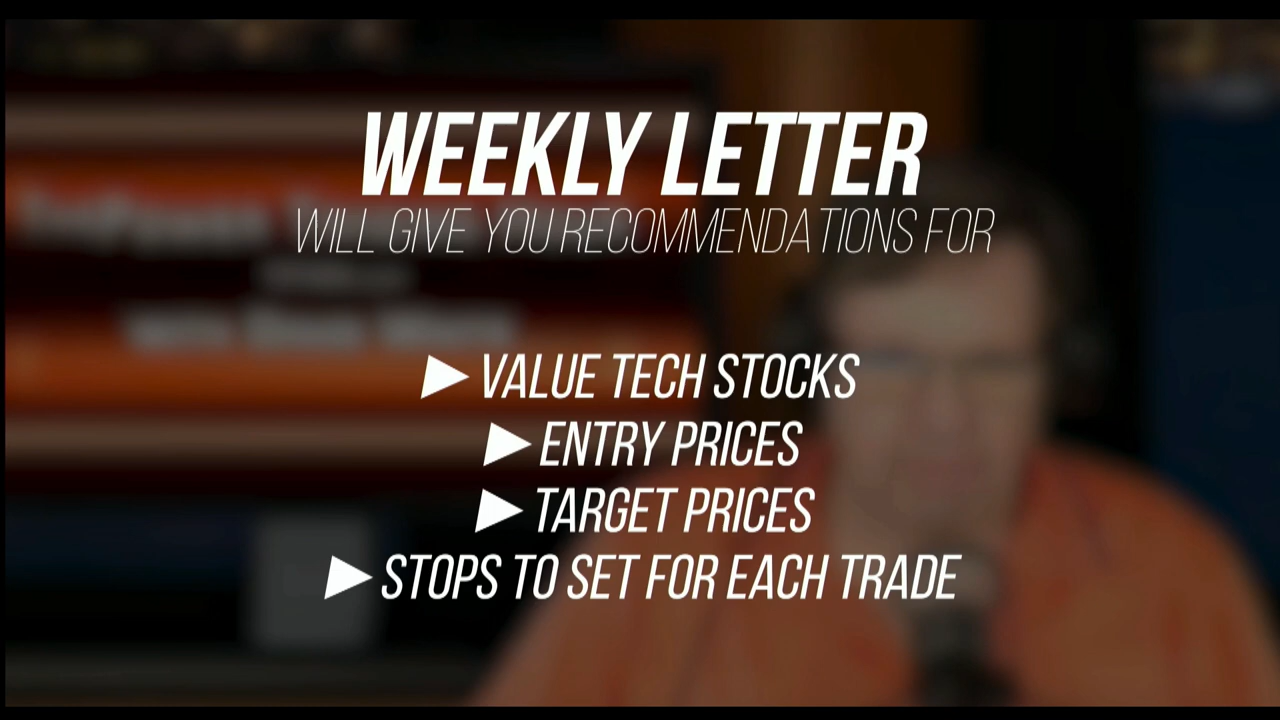 WEEKLY LETTER
WILL GIVE YOU RECOMMENDATIONS FOR
▶ VALUE TECH STOCKS
▶ ENTRY PRICES
▶ TARGET PRICES
▶ STOPS TO SET FOR EACH TRADE